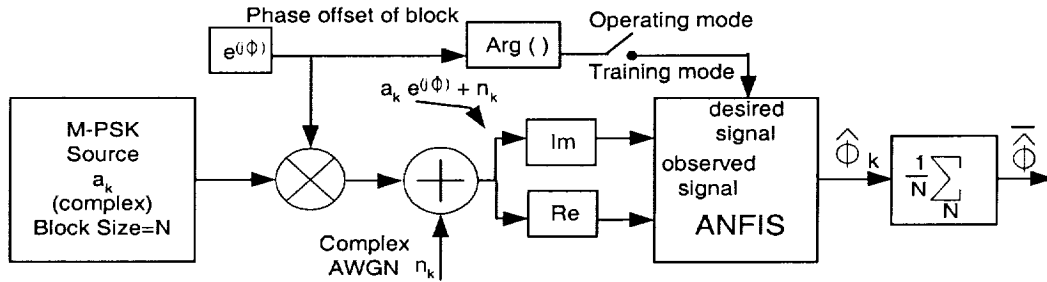 Phase offset of block
e^(jΦ)
Arg ( )
Operating mode
Training mode
a_k e^(jΦ) + n_k
M-PSK
Source
a_k
(complex)
Block Size=N
Im
Re
desired
signal
observed
signal
ANFIS
Φ̂_k
1/N ∑_N
Φ̂̅
Complex
AWGN n_k